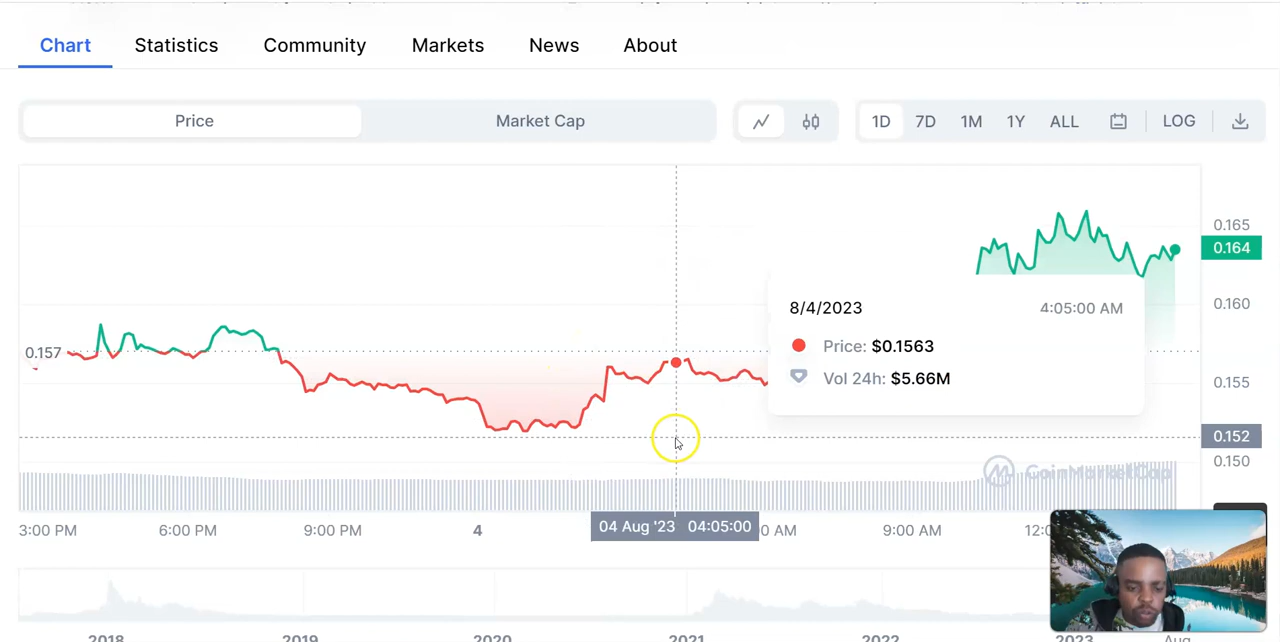 Chart Statistics Community Markets News About
Price Market Cap 1D 7D 1M 1Y ALL LOG
0.165
0.164
8/4/2023 4:05:00 AM
0.160
Price: $0.1563
0.157
Vol 24h: $5.66M
0.155
0.152
CoinMarketCap
0.150
04 Aug '23 04:05:00
3:00 PM 6:00 PM 9:00 PM 4 AM 9:00 AM
2018 2019 2020 2021 2022 2023 Aug